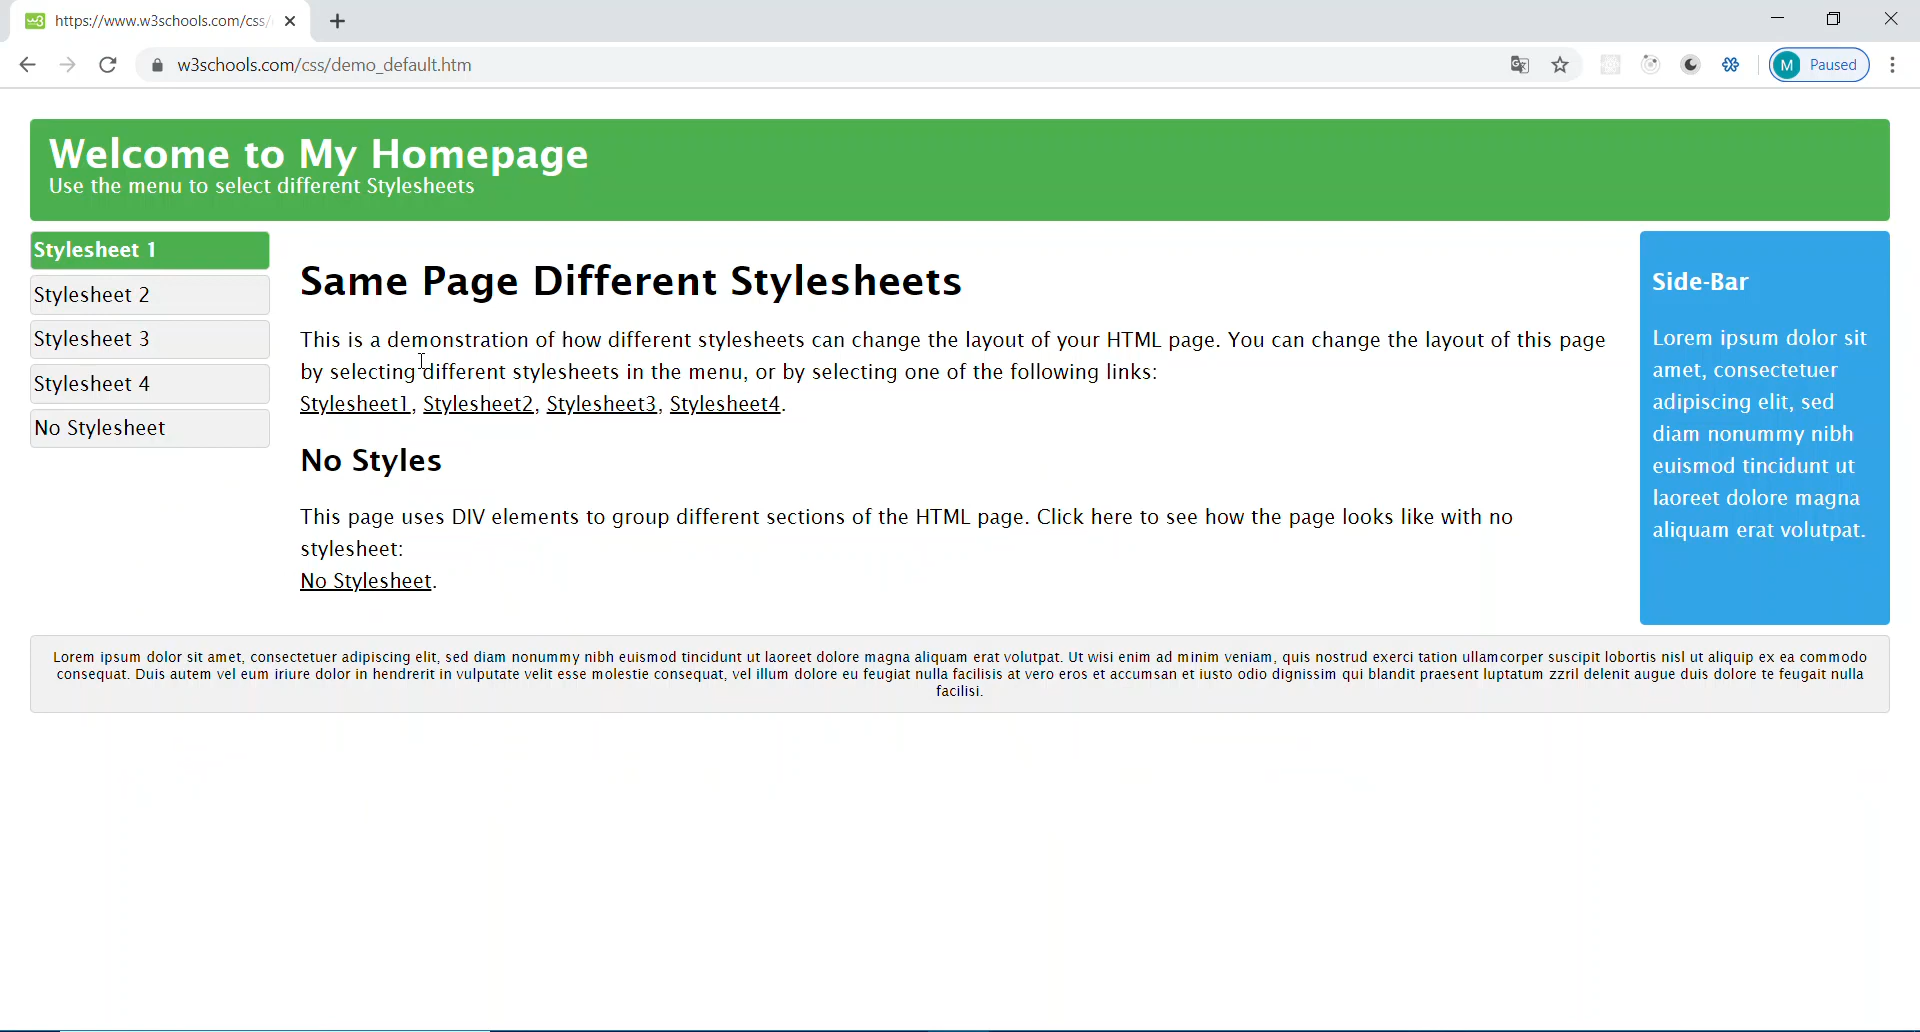 https://www.w3schools.com/css/
w3schools.com/css/demo_default.htm
M Paused
Welcome to My Homepage
Use the menu to select different Stylesheets
Stylesheet 1
Stylesheet 2
Stylesheet 3
Stylesheet 4
No Stylesheet
Same Page Different Stylesheets
This is a demonstration of how different stylesheets can change the layout of your HTML page. You can change the layout of this page
by selecting different stylesheets in the menu, or by selecting one of the following links:
Stylesheet1, Stylesheet2, Stylesheet3, Stylesheet4.
No Styles
This page uses DIV elements to group different sections of the HTML page. Click here to see how the page looks like with no
stylesheet:
No Stylesheet.
Side-Bar
Lorem ipsum dolor sit
amet, consectetuer
adipiscing elit, sed
diam nonummy nibh
euismod tincidunt ut
laoreet dolore magna
aliquam erat volutpat.
Lorem ipsum dolor sit amet, consectetuer adipiscing elit, sed diam nonummy nibh euismod tincidunt ut laoreet dolore magna aliquam erat volutpat. Ut wisi enim ad minim veniam, quis nostrud exerci tation ullamcorper suscipit lobortis nisl ut aliquip ex ea commodo
consequat. Duis autem vel eum iriure dolor in hendrerit in vulputate velit esse molestie consequat, vel illum dolore eu feugiat nulla facilisis at vero eros et accumsan et iusto odio dignissim qui blandit praesent luptatum zzril delenit augue duis dolore te feugait nulla
facilisi.